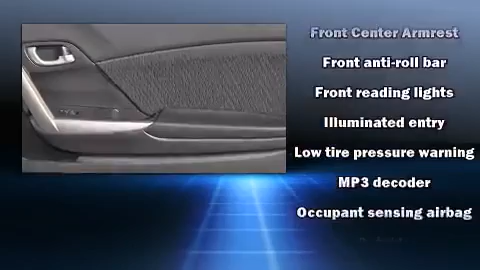 Front Center Armrest
Front anti-roll bar
Front reading lights
Illuminated entry
Low tire pressure warning
MP3 decoder
Occupant sensing airbag